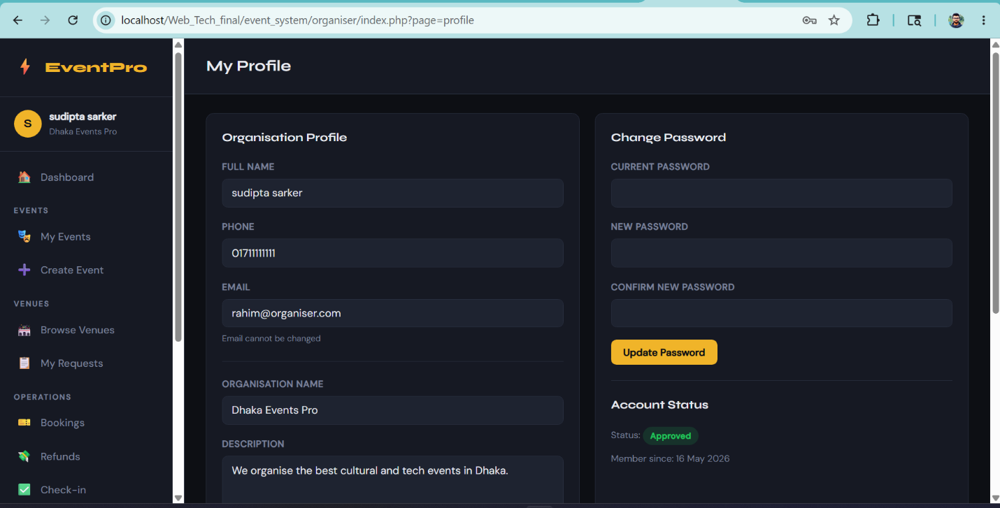 localhost/Web_Tech_final/event_system/organiser/index.php?page=profile
EventPro
S
sudipta sarker
Dhaka Events Pro
Dashboard
EVENTS
My Events
Create Event
VENUES
Browse Venues
My Requests
OPERATIONS
Bookings
Refunds
Check-in
My Profile
Organisation Profile
FULL NAME
sudipta sarker
PHONE
01711111111
EMAIL
rahim@organiser.com
Email cannot be changed
ORGANISATION NAME
Dhaka Events Pro
DESCRIPTION
We organise the best cultural and tech events in Dhaka.
Change Password
CURRENT PASSWORD
NEW PASSWORD
CONFIRM NEW PASSWORD
Update Password
Account Status
Status: Approved
Member since: 16 May 2026